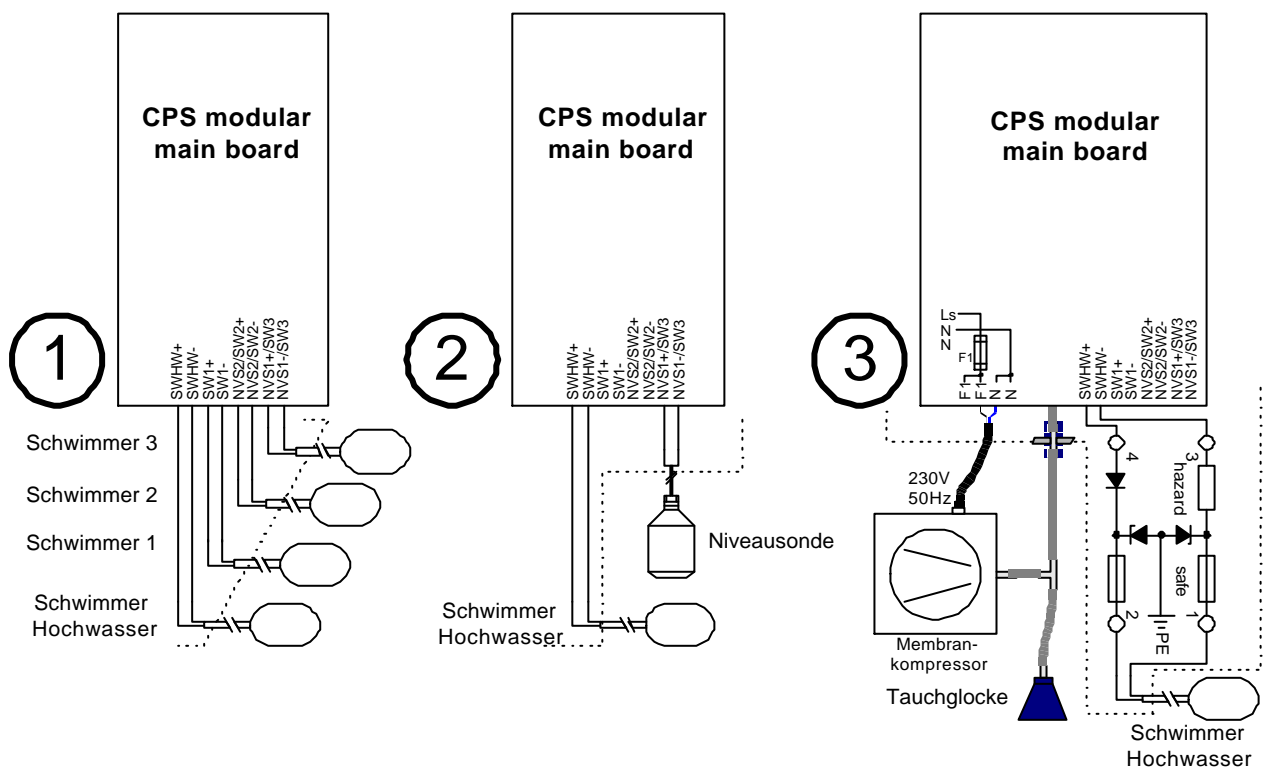 CPS modular
main board
1
SWHW+
SWHW-
SW1+
SW1-
NVS2/SW2+
NVS2/SW2-
NVS1+/SW3
NVS1-/SW3
Schwimmer 3
Schwimmer 2
Schwimmer 1
Schwimmer
Hochwasser
CPS modular
main board
2
SWHW+
SWHW-
SW1+
SW1-
NVS2/SW2+
NVS2/SW2-
NVS1+/SW3
NVS1-/SW3
Niveausonde
Schwimmer
Hochwasser
CPS modular
main board
3
Ls
N
N
F1
F1
F1
N
N
SWHW+
SWHW-
SW1+
SW1-
NVS2/SW2+
NVS2/SW2-
NVS1+/SW3
NVS1-/SW3
230V
50Hz
4
3
hazard
safe
2
1
PE
Membran-
kompressor
Tauchglocke
Schwimmer
Hochwasser